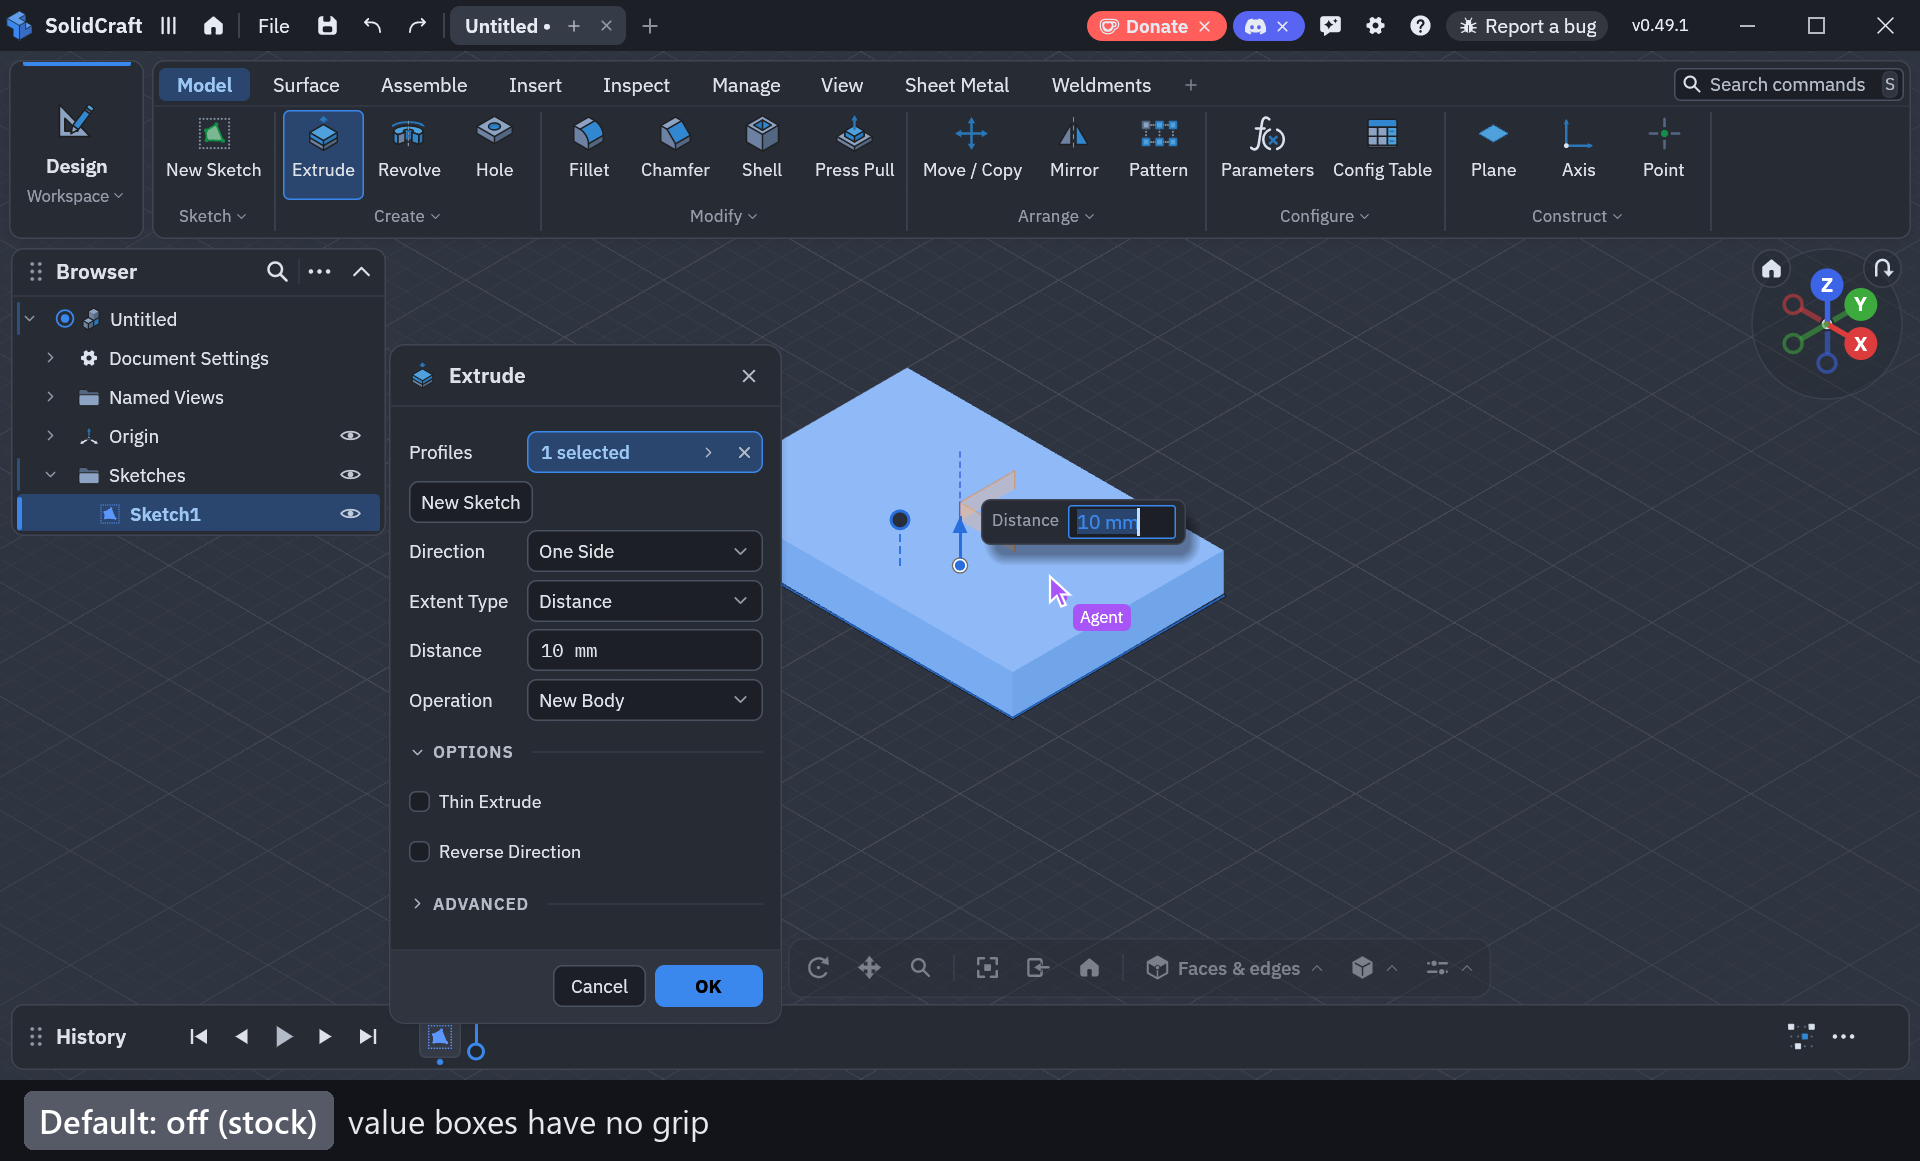 SolidCraft File Untitled • Donate Report a bug v0.49.1
Model Surface Assemble Insert Inspect Manage View Sheet Metal Weldments Search commands S
Design
Workspace
New Sketch Extrude Revolve Hole Fillet Chamfer Shell Press Pull Move / Copy Mirror Pattern Parameters Config Table Plane Axis Point
Sketch Create Modify Arrange Configure Construct
Browser
Untitled
Document Settings
Named Views
Origin
Sketches
Sketch1
Z
Y
X
Extrude
Profiles 1 selected
New Sketch
Direction One Side
Extent Type Distance
Distance 10 mm
Operation New Body
OPTIONS
Thin Extrude
Reverse Direction
ADVANCED
Cancel OK
Distance 10 mm
Agent
Faces & edges
History
Default: off (stock) value boxes have no grip